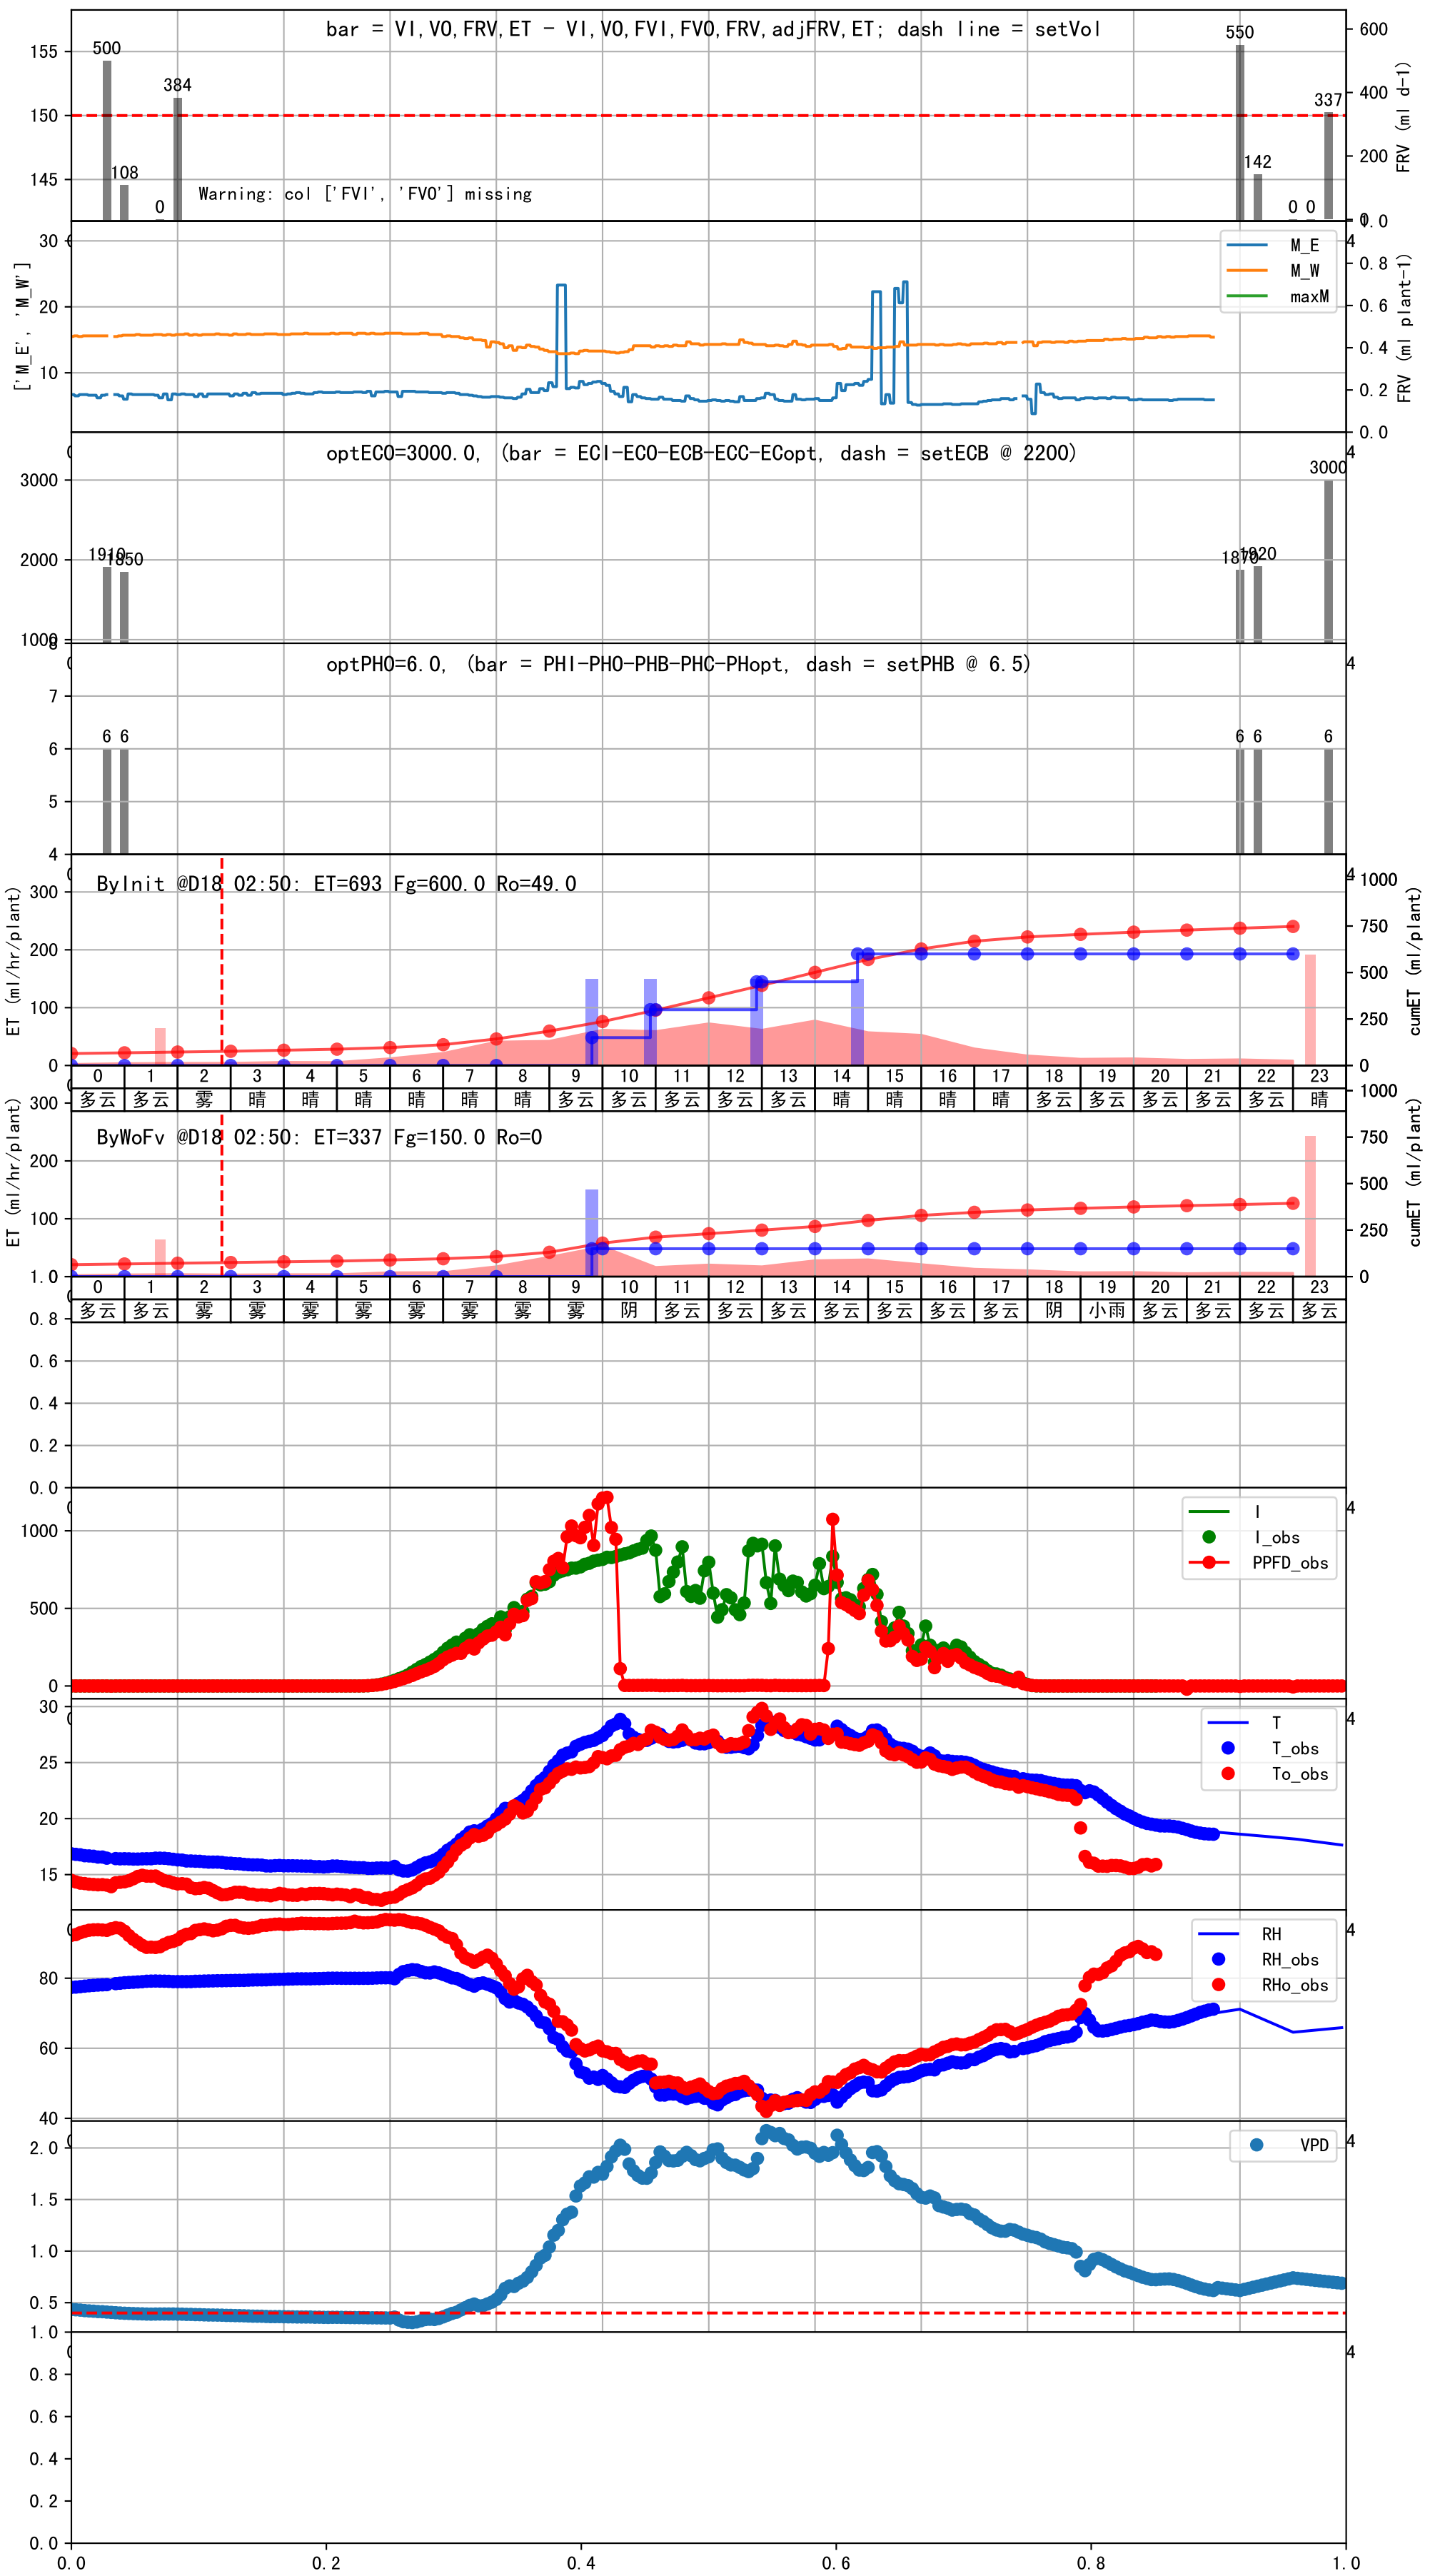 bar = VI,VO,FRV,ET - VI,VO,FVI,FVO,FRV,adjFRV,ET; dash line = setVol
155
150
145
500
108
0
384
550
142
0 0
337
Warning: col ['FVI', 'FVO'] missing
600
400
200
FRV (ml d-1)
1.0
30
20
10
['M_E', 'M_W']
M_E
M_W
maxM
0.8
0.6
0.4
0.2
0.0
FRV (ml plant-1)
optECO=3000.0, (bar = ECI-ECO-ECB-ECC-ECopt, dash = setECB @ 2200)
3000
2000
1000
1910
1850
1870
1920
3000
optPHO=6.0, (bar = PHI-PHO-PHB-PHC-PHopt, dash = setPHB @ 6.5)
8
7
6
5
4
6 6
6 6
6
ByInit @D18 02:50: ET=693 Fg=600.0 Ro=49.0
ET (ml/hr/plant)
300
200
100
0
1000
750
500
250
0
cumET (ml/plant)
0 1 2 3 4 5 6 7 8 9 10 11 12 13 14 15 16 17 18 19 20 21 22 23
多云 多云 雾 晴 晴 晴 晴 晴 晴 多云 多云 多云 多云 多云 晴 晴 晴 晴 多云 多云 多云 多云 多云 晴
ByWoFv @D18 02:50: ET=337 Fg=150.0 Ro=0
ET (ml/hr/plant)
300
200
100
1000
750
500
250
0
cumET (ml/plant)
0 1 2 3 4 5 6 7 8 9 10 11 12 13 14 15 16 17 18 19 20 21 22 23
多云 多云 雾 雾 雾 雾 雾 雾 雾 雾 阴 多云 多云 多云 多云 多云 多云 多云 阴 小雨 多云 多云 多云 多云
1.0
0.8
0.6
0.4
0.2
0.0
1000
500
0
I
I_obs
PPFD_obs
30
25
20
15
T
T_obs
To_obs
80
60
40
RH
RH_obs
RHo_obs
2.0
1.5
1.0
0.5
VPD
1.0
0.8
0.6
0.4
0.2
0.0
0.0 0.2 0.4 0.6 0.8 1.0